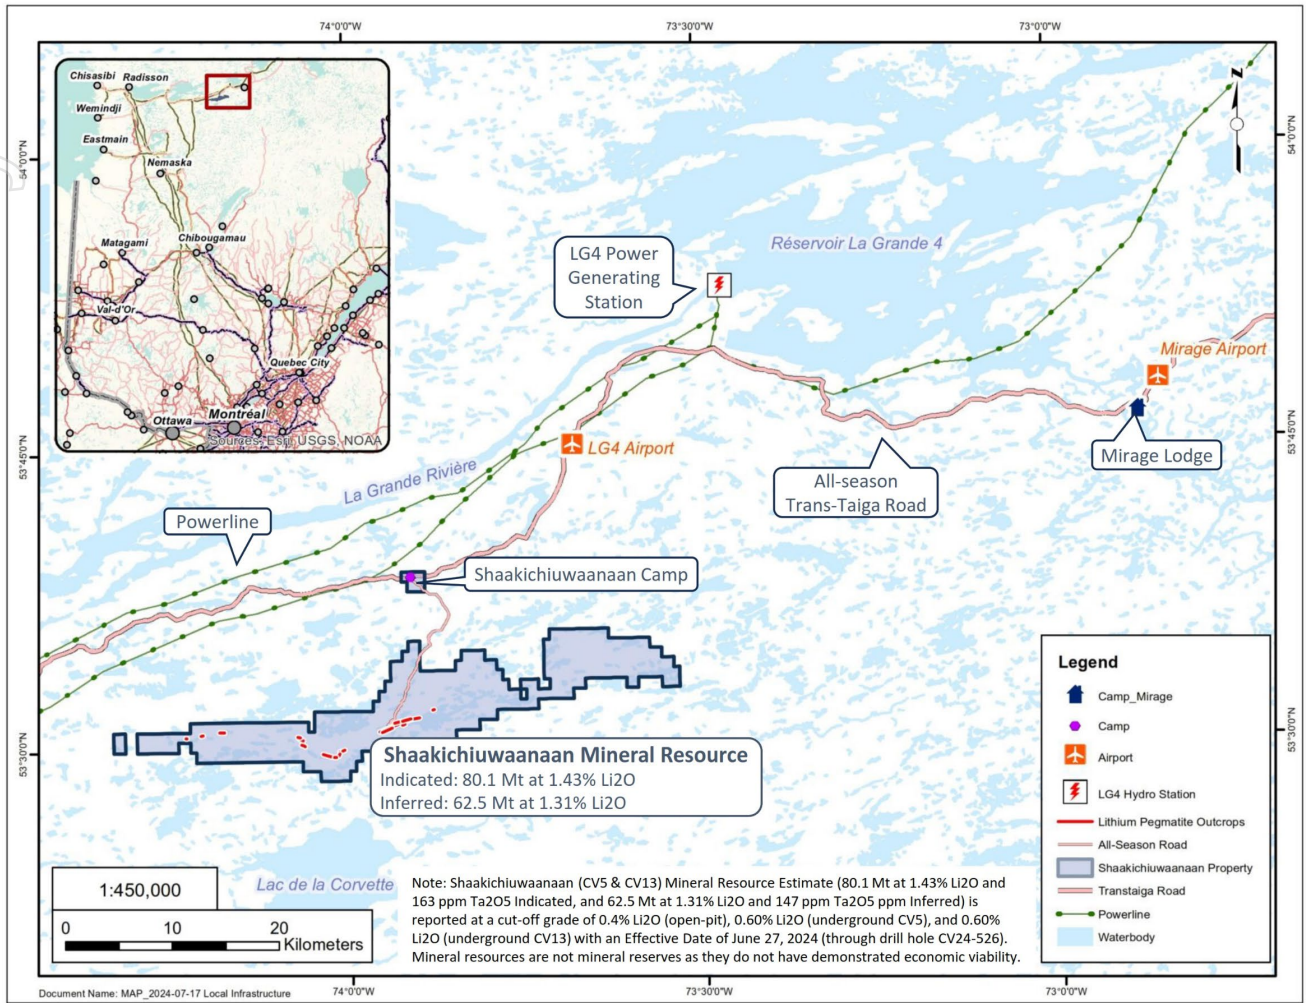 74°0'0"W
73°30'0"W
73°0'0"W
Chisasibi
Radisson
Wemindji
Eastmain
Nemaska
Matagami
Chibougamau
Val-d'Or
Quebec City
Montréal
Ottawa
Sources: Esri, USGS, NOAA
54°0'0"N
54°0'0"N
N
LG4 Power
Generating
Station
Réservoir La Grande 4
Mirage Airport
LG4 Airport
Mirage Lodge
53°45'0"N
53°45'0"N
La Grande Rivière
All-season
Trans-Taiga Road
Powerline
Shaakichiuwaanaan Camp
53°30'0"N
53°30'0"N
Shaakichiuwaanaan Mineral Resource
Indicated: 80.1 Mt at 1.43% Li2O
Inferred: 62.5 Mt at 1.31% Li2O
Legend
Camp_Mirage
Camp
Airport
LG4 Hydro Station
Lithium Pegmatite Outcrops
All-Season Road
Shaakichiuwaanaan Property
Transtaiga Road
Powerline
Waterbody
1:450,000
0 10 20
Kilometers
Lac de la Corvette
Note: Shaakichiuwaanaan (CV5 & CV13) Mineral Resource Estimate (80.1 Mt at 1.43% Li2O and
163 ppm Ta2O5 Indicated, and 62.5 Mt at 1.31% Li2O and 147 ppm Ta2O5 ppm Inferred) is
reported at a cut-off grade of 0.4% Li2O (open-pit), 0.60% Li2O (underground CV5), and 0.60%
Li2O (underground CV13) with an Effective Date of June 27, 2024 (through drill hole CV24-526).
Mineral resources are not mineral reserves as they do not have demonstrated economic viability.
Document Name: MAP_2024-07-17 Local Infrastructure
74°0'0"W
73°30'0"W
73°0'0"W